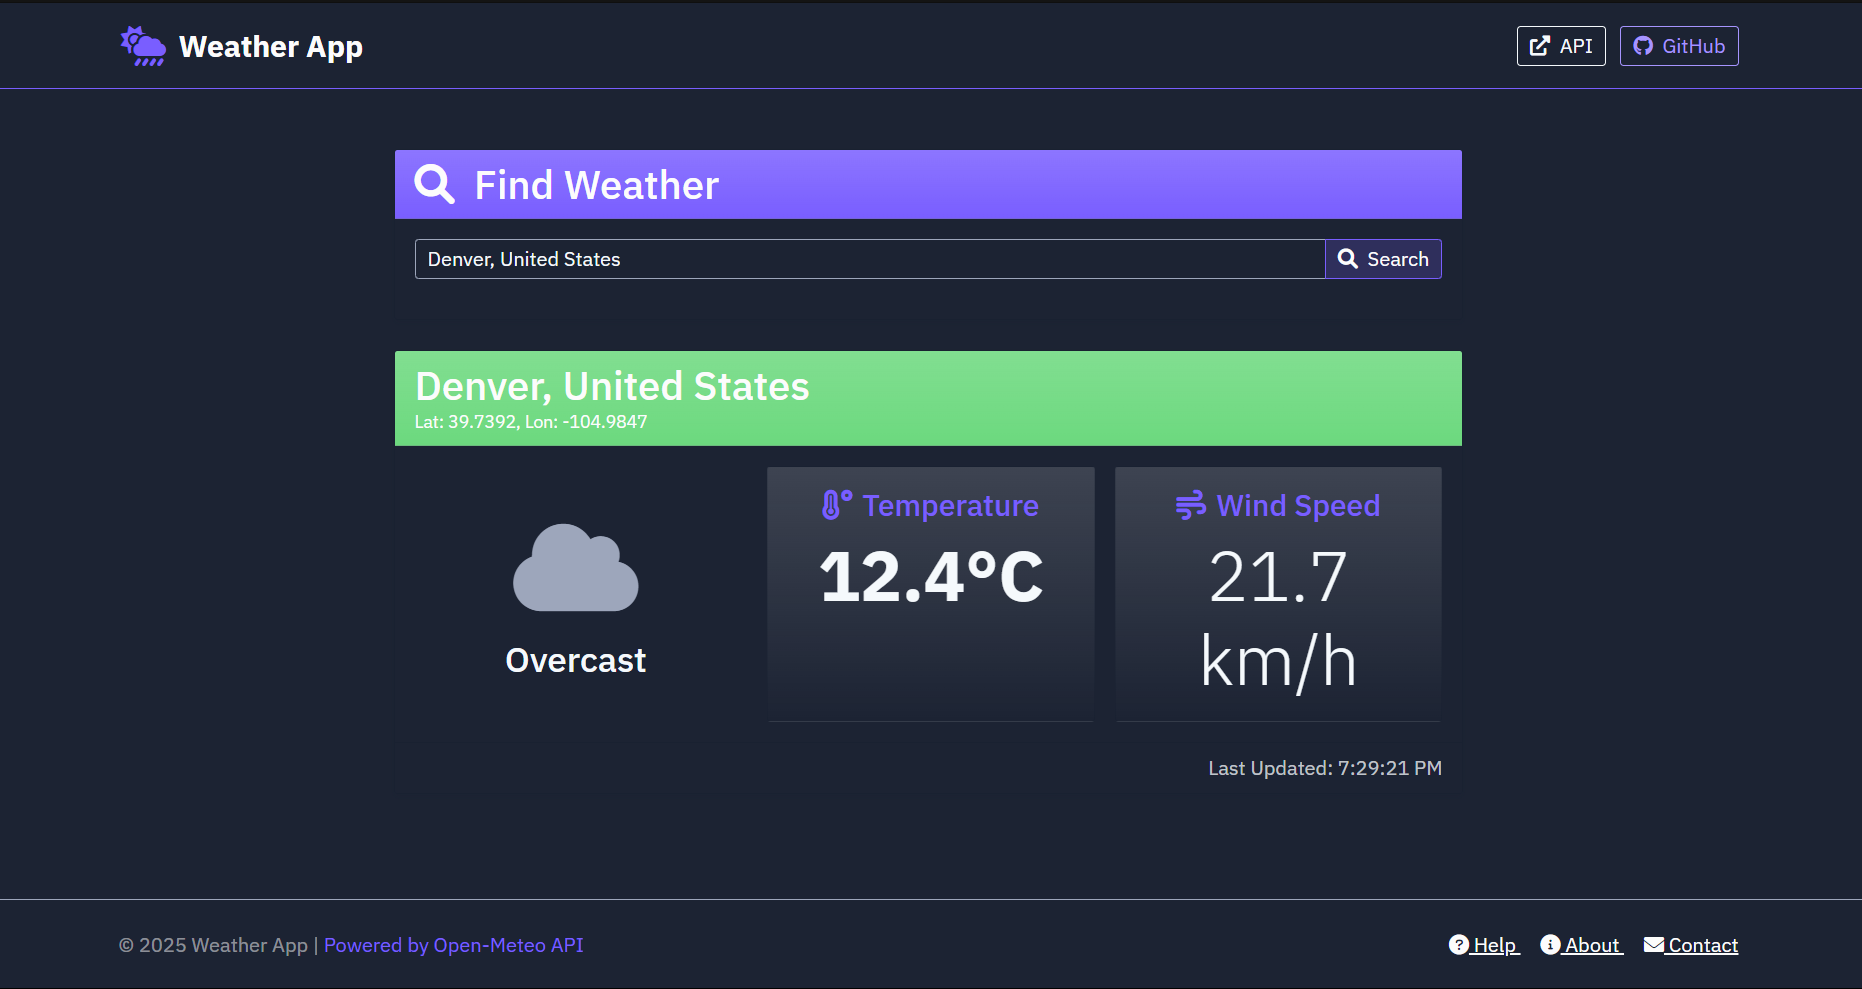 Weather App
API
GitHub
Find Weather
Denver, United States
Search
Denver, United States
Lat: 39.7392, Lon: -104.9847
Overcast
Temperature
12.4°C
Wind Speed
21.7
km/h
Last Updated: 7:29:21 PM
© 2025 Weather App | Powered by Open-Meteo API
Help
About
Contact